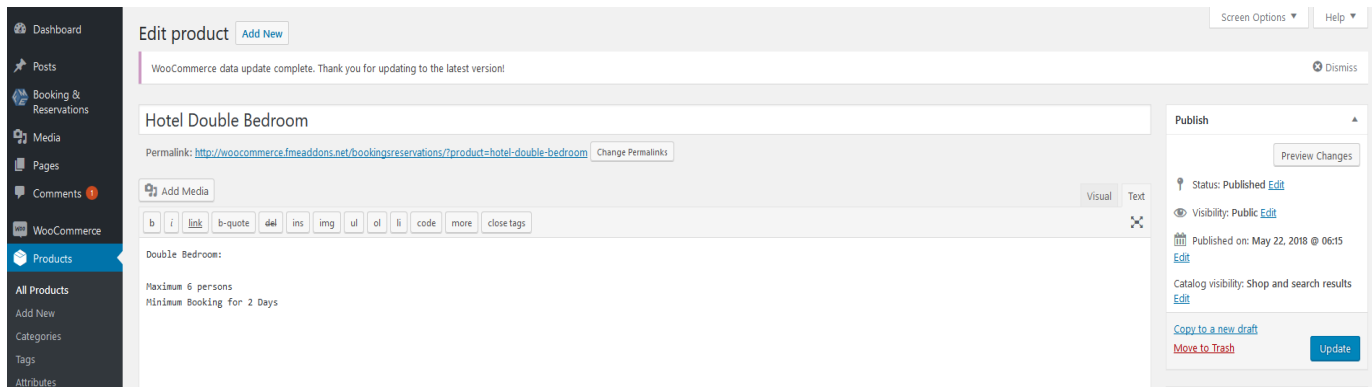 Screen Options ▼ Help ▼
Dashboard
Posts
Booking &
Reservations
Media
Pages
Comments 1
WooCommerce
Products
All Products
Add New
Categories
Tags
Attributes
Edit product Add New
WooCommerce data update complete. Thank you for updating to the latest version!
Dismiss
Hotel Double Bedroom
Permalink: http://woocommerce.fmeaddons.net/bookingsreservations/?product=hotel-double-bedroom Change Permalinks
Add Media
Visual Text
b i link b-quote del ins img ul ol li code more close tags
Double Bedroom:
Maximum 6 persons
Minimum Booking for 2 Days
Publish
Preview Changes
Status: Published Edit
Visibility: Public Edit
Published on: May 22, 2018 @ 06:15
Edit
Catalog visibility: Shop and search results
Edit
Copy to a new draft
Move to Trash
Update